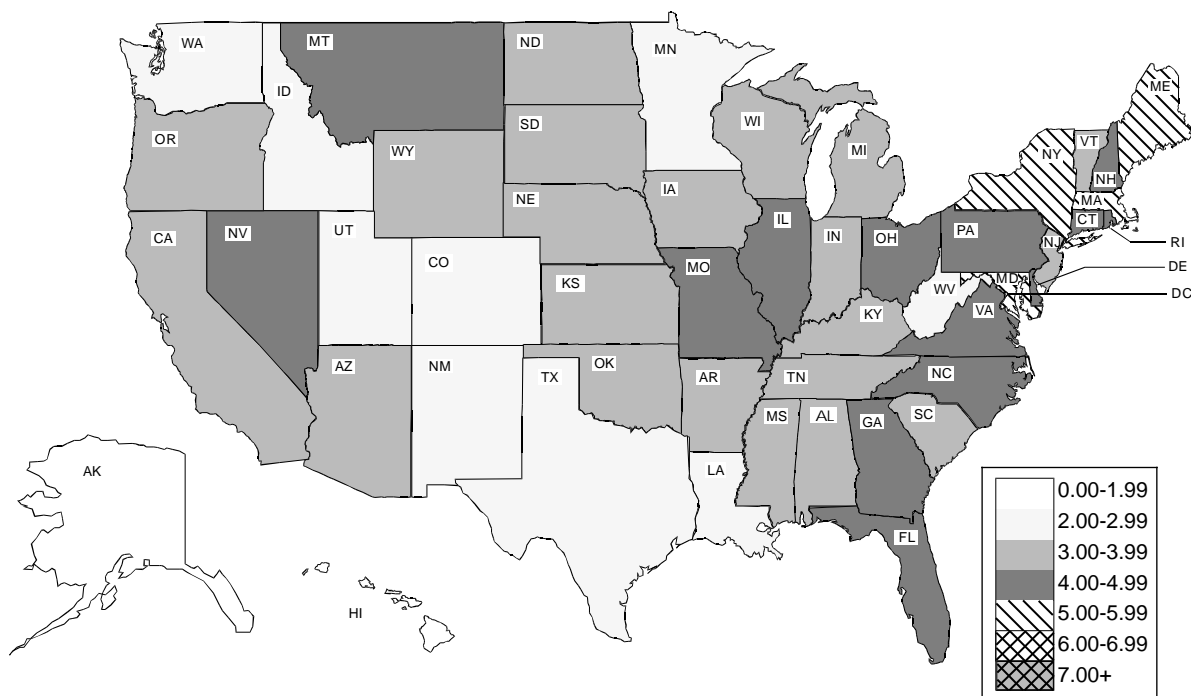 WA
MT
ND
MN
ID
OR
WY
SD
WI
MI
ME
VT
NY
NH
MA
CT
RI
NE
IA
IL
IN
OH
PA
NJ
DE
DC
CA
NV
UT
CO
KS
MO
KY
WV
MD
VA
AZ
NM
TX
OK
AR
TN
NC
MS
AL
GA
SC
LA
FL
AK
HI
0.00-1.99
2.00-2.99
3.00-3.99
4.00-4.99
5.00-5.99
6.00-6.99
7.00+